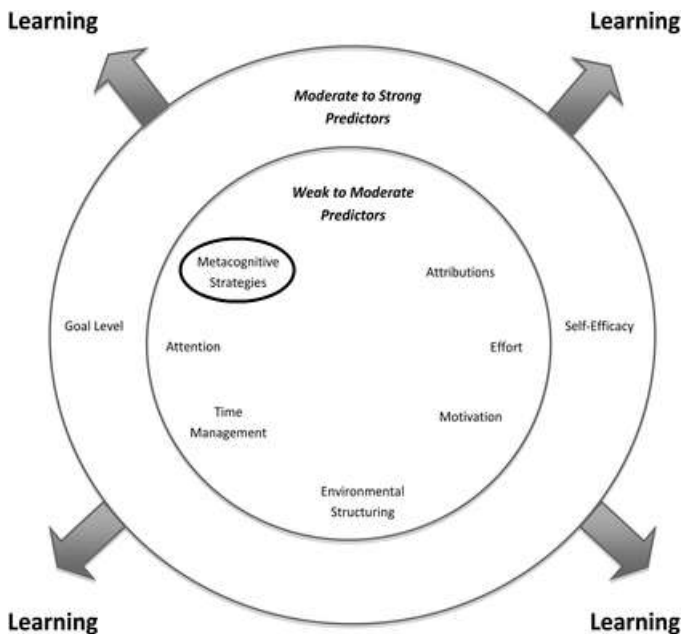 Learning
Learning
Moderate to Strong
Predictors
Weak to Moderate
Predictors
Metacognitive
Strategies
Attributions
Goal Level
Self-Efficacy
Attention
Effort
Time
Management
Motivation
Environmental
Structuring
Learning
Learning